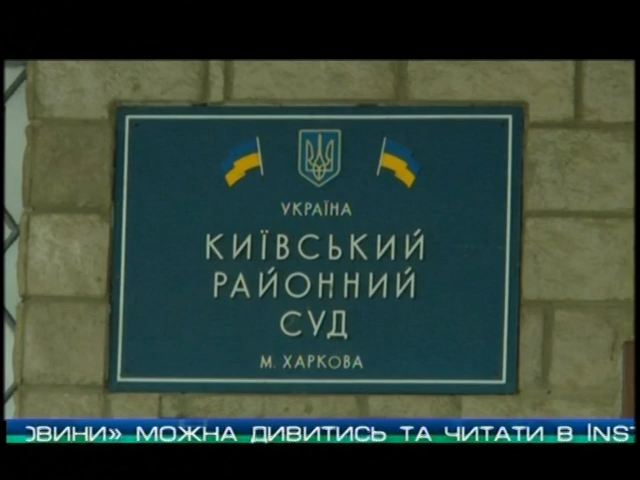 УКРАЇНА
КИЇВСЬКИЙ
РАЙОННИЙ
СУД
М. ХАРКОВА
МОЖНА ДИВИТИСЬ ТА ЧИТАТИ В